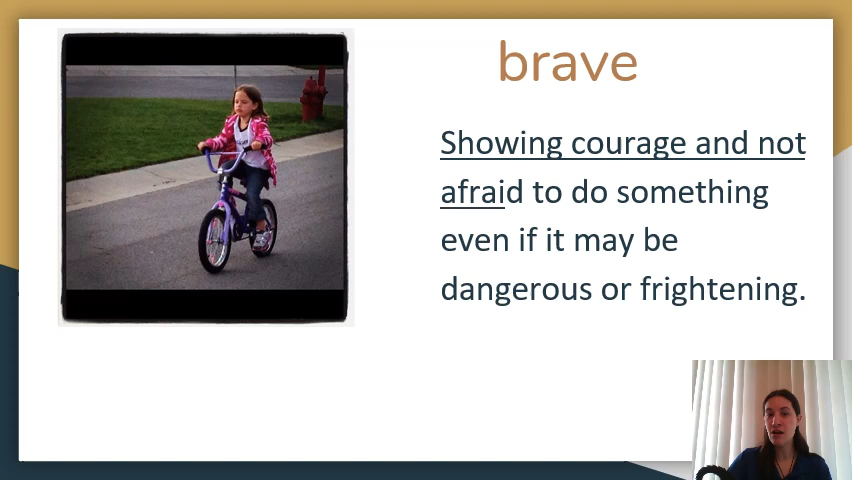 brave
Showing courage and not
afraid to do something
even if it may be
dangerous or frightening.